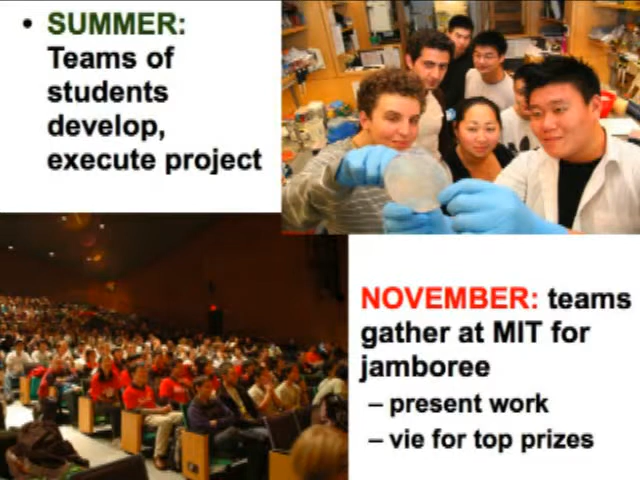 • SUMMER:
Teams of
students
develop,
execute project
NOVEMBER: teams
gather at MIT for
jamboree
– present work
– vie for top prizes